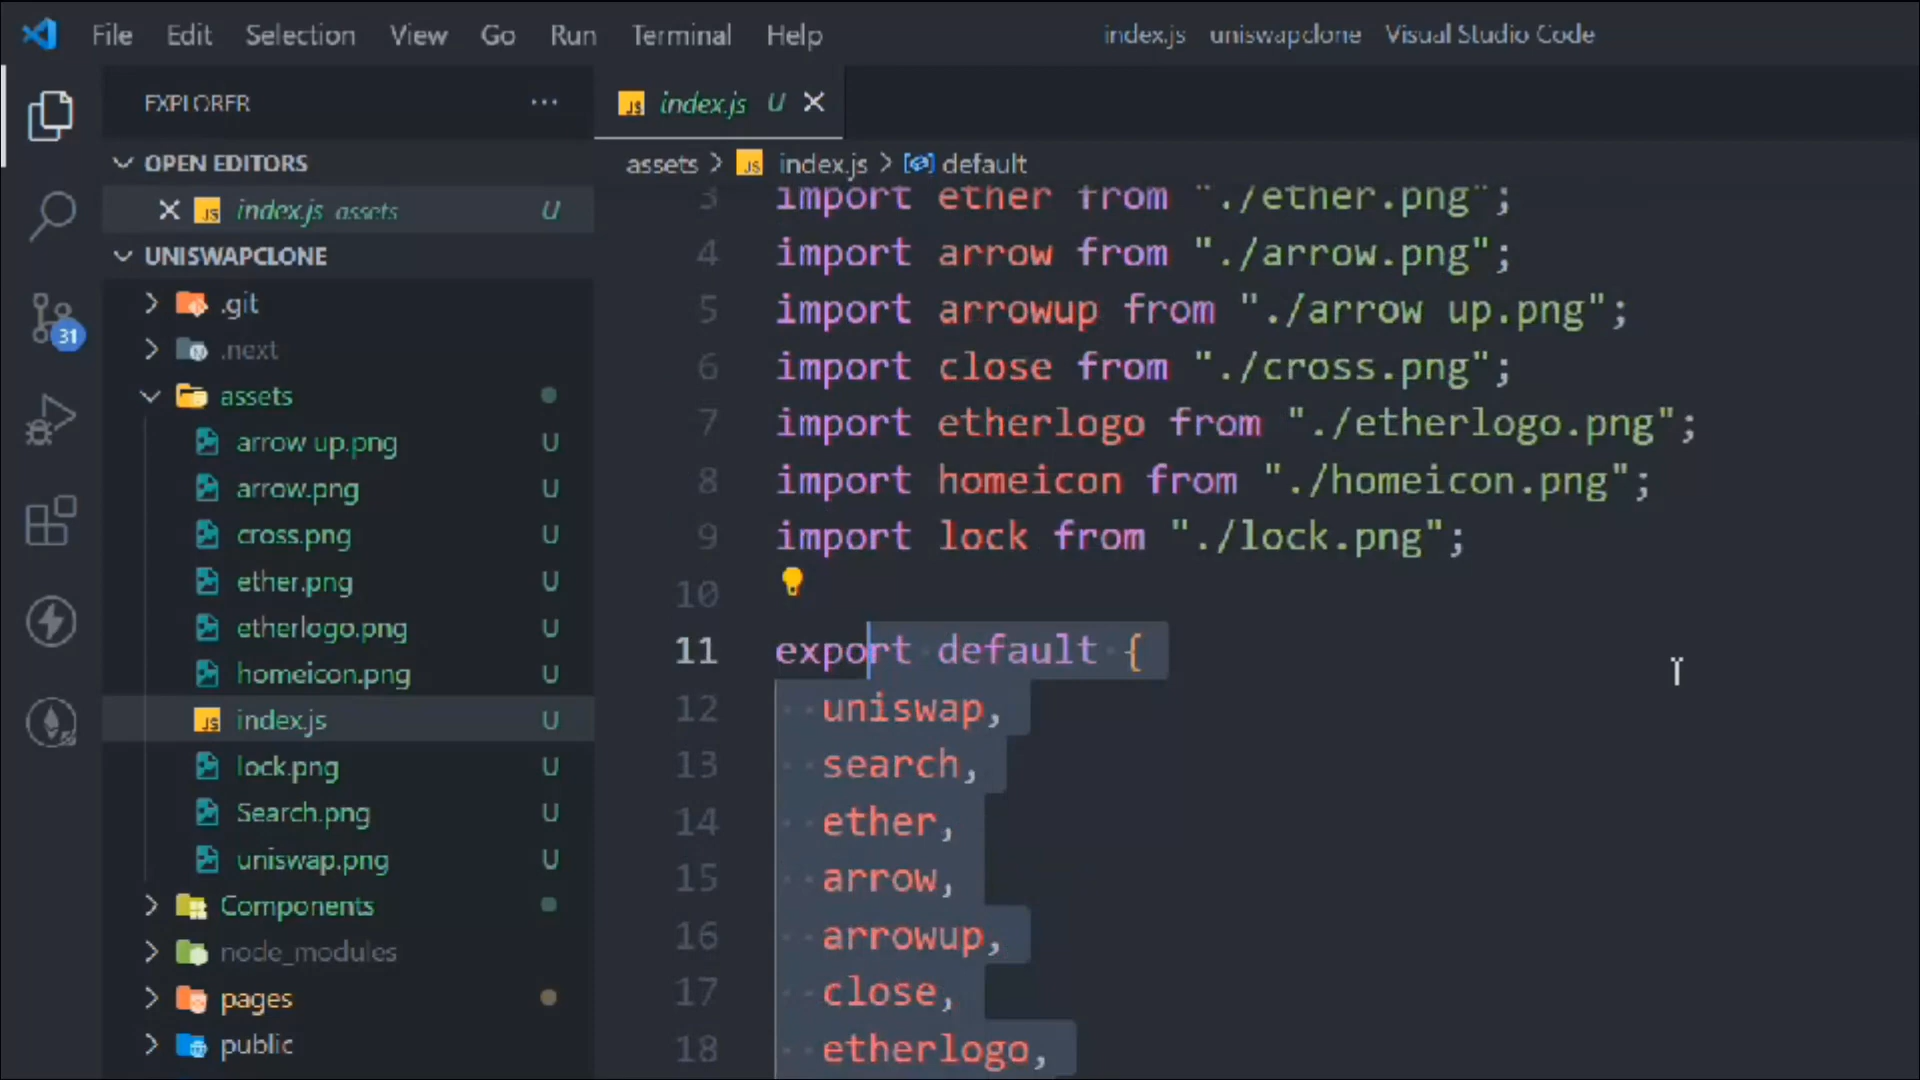 File Edit Selection View Go Run Terminal Help index.js uniswapclone Visual Studio Code
EXPLORER ...
OPEN EDITORS
index.js assets U
UNISWAPCLONE
.git
.next
31
assets
arrow up.png U
arrow.png U
cross.png U
ether.png U
etherlogo.png U
homeicon.png U
JS index.js U
lock.png U
Search.png U
uniswap.png U
Components
node_modules
pages
public
JS index.js U
assets > JS index.js > default
3 import ether from "./ether.png";
4 import arrow from "./arrow.png";
5 import arrowup from "./arrow up.png";
6 import close from "./cross.png";
7 import etherlogo from "./etherlogo.png";
8 import homeicon from "./homeicon.png";
9 import lock from "./lock.png";
10
11 export default {
12 uniswap,
13 search,
14 ether,
15 arrow,
16 arrowup,
17 close,
18 etherlogo,